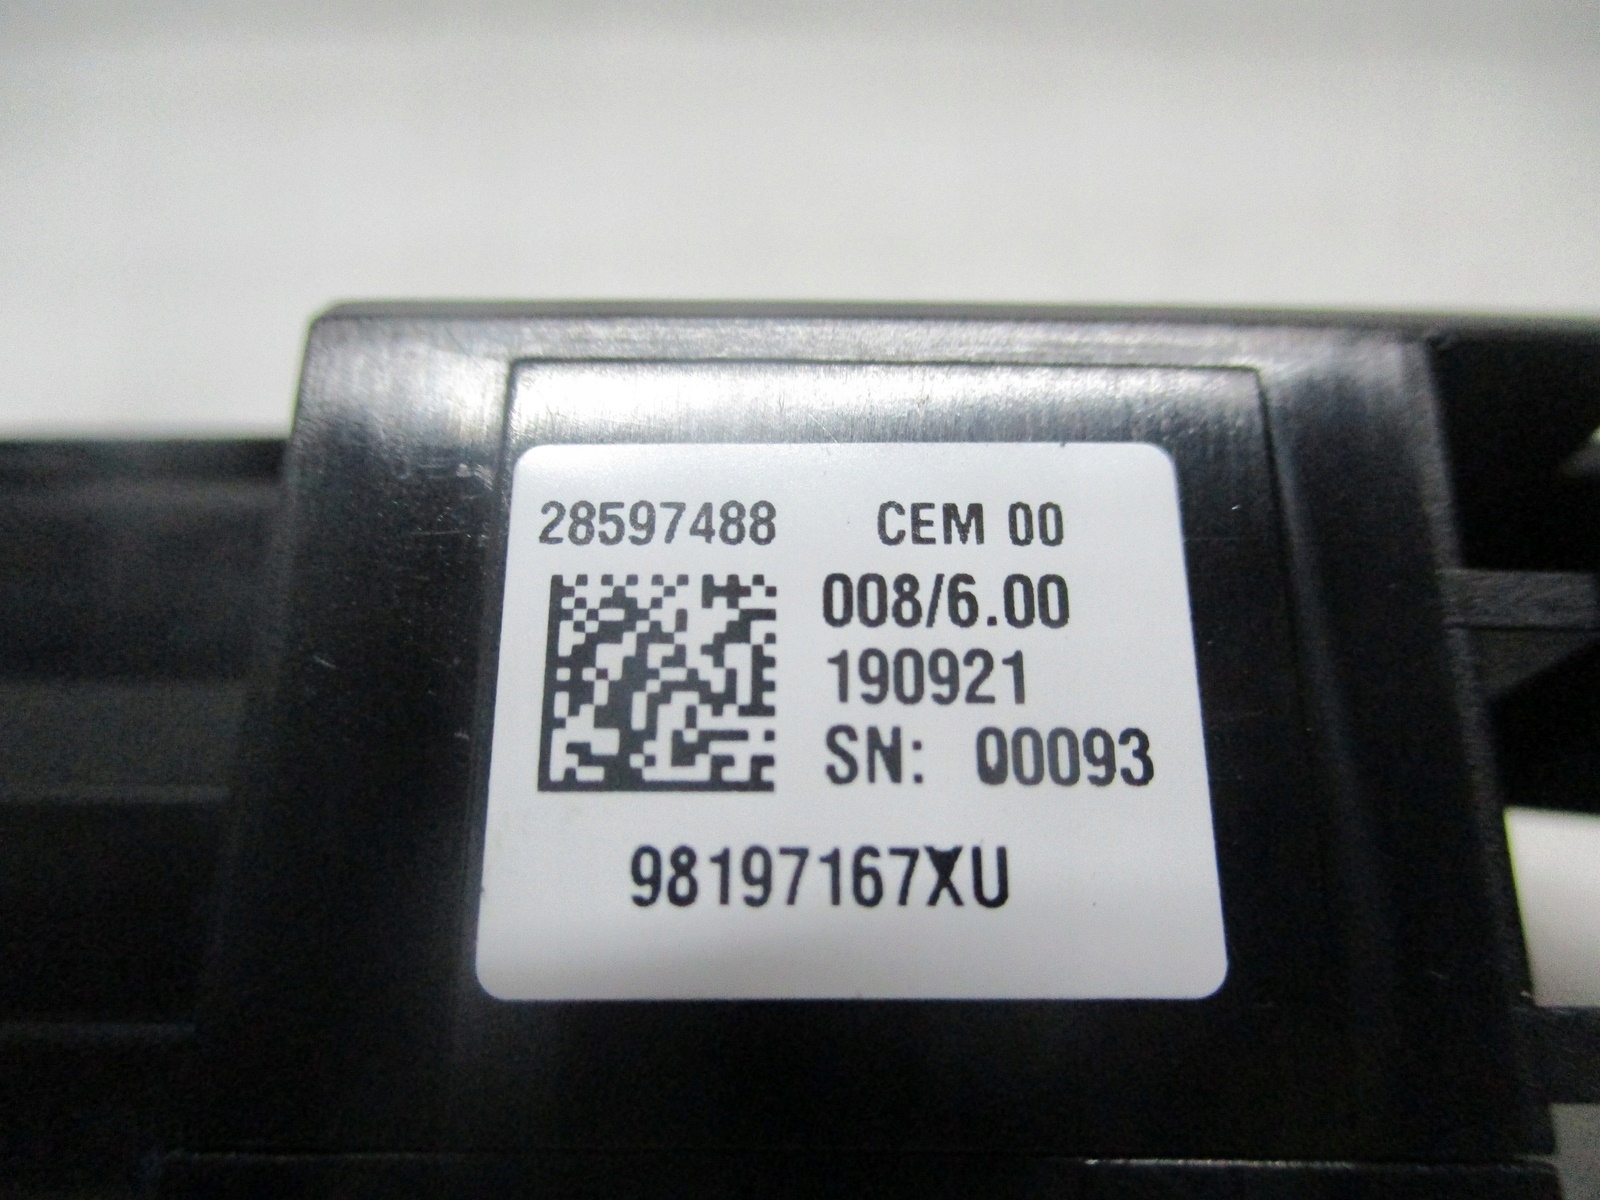 28597488 CEM 00
008/6.00
190921
SN: 00093
98197167XU